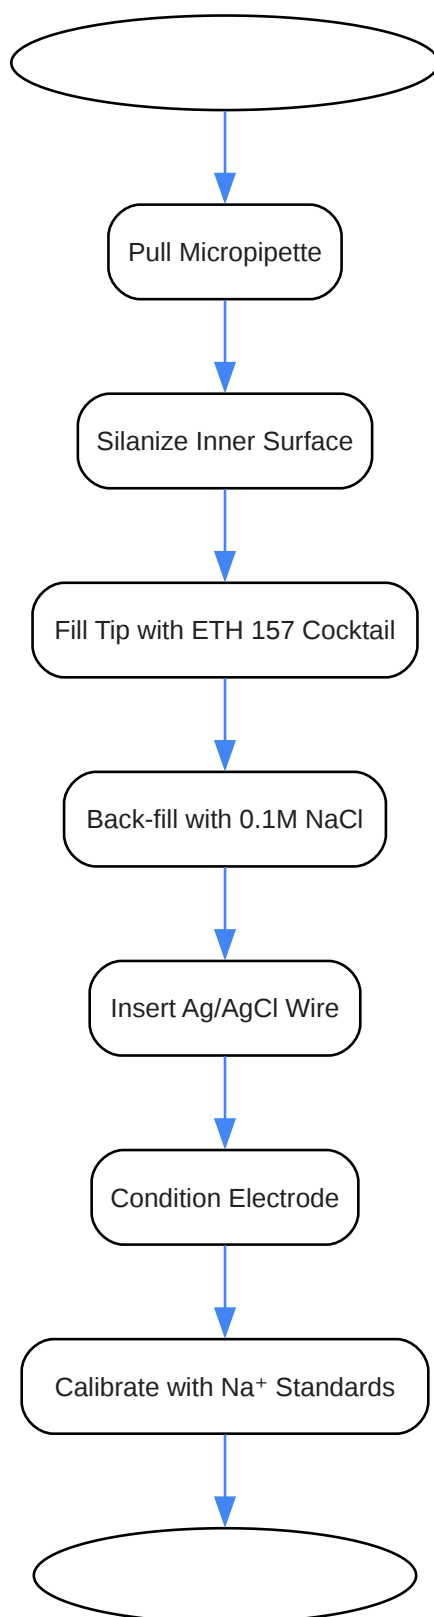 Pull Micropipette
Silanize Inner Surface
Fill Tip with ETH 157 Cocktail
Back-fill with 0.1M NaCl
Insert Ag/AgCl Wire
Condition Electrode
Calibrate with Na⁺ Standards